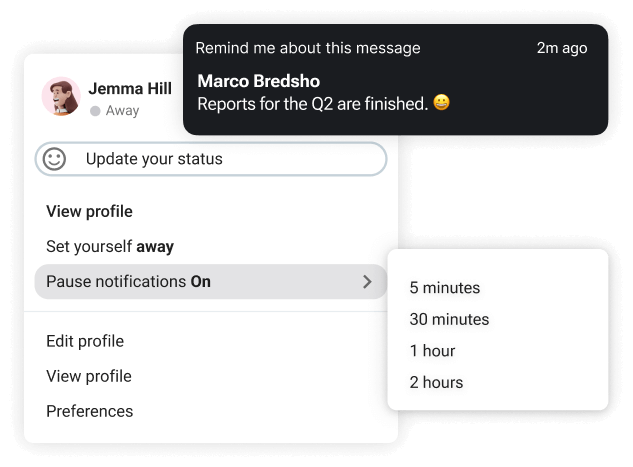 Remind me about this message 2m ago
Marco Bredsho
Reports for the Q2 are finished. 😀
Jemma Hill
Away
Update your status
View profile
Set yourself away
Pause notifications On
5 minutes
30 minutes
1 hour
2 hours
Edit profile
View profile
Preferences